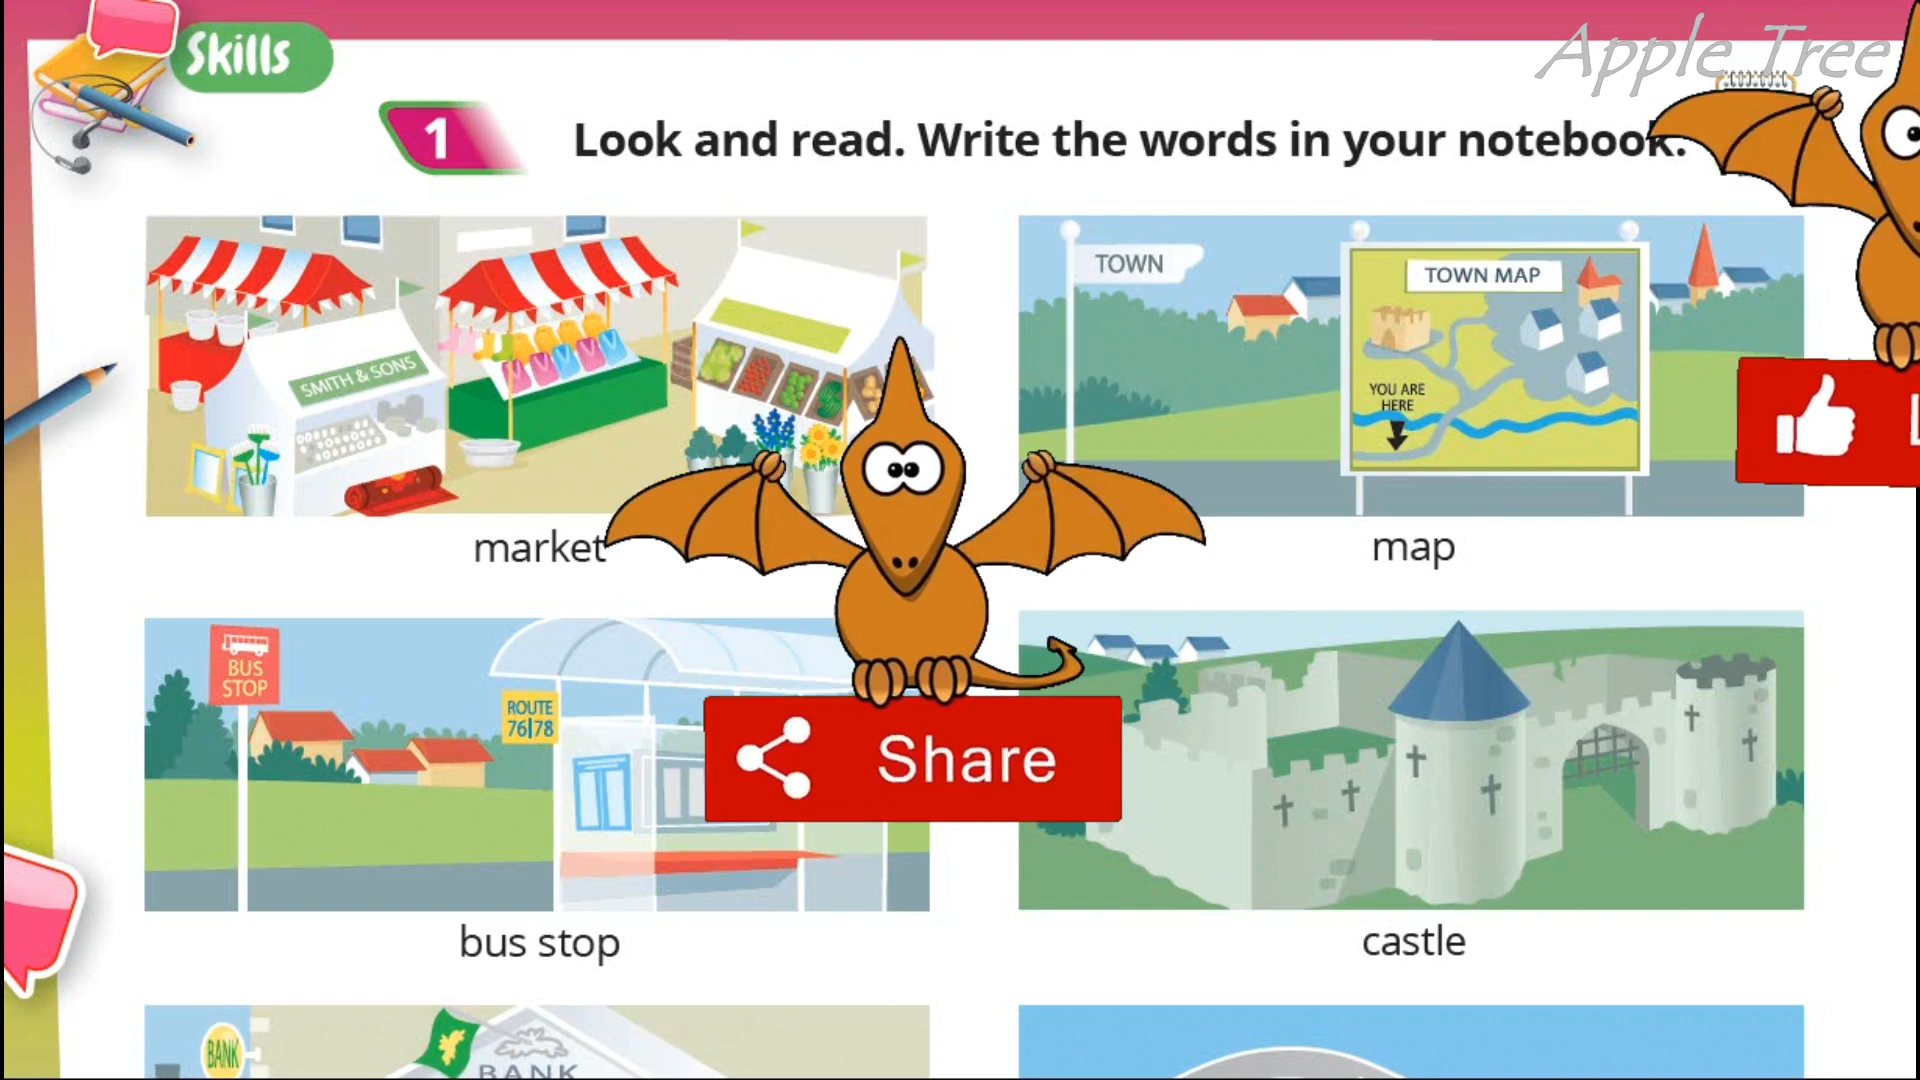 Skills
Apple Tree
1
Look and read. Write the words in your notebook.
SMITH & SONS
TOWN
TOWN MAP
YOU ARE
HERE
market
map
BUS
STOP
ROUTE
76|78
Share
bus stop
castle
BANK
BANK